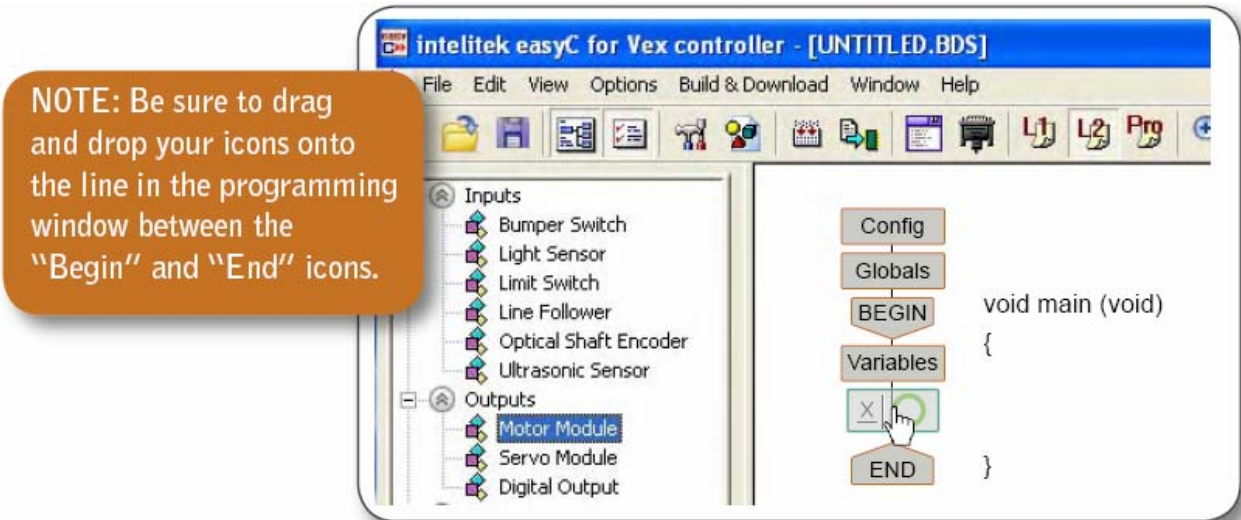 NOTE: Be sure to drag
and drop your icons onto
the line in the programming
window between the
“Begin” and “End” icons.
intelitek easyC for Vex controller - [UNTITLED.BDS]
File Edit View Options Build & Download Window Help
L1 L2 Pro
Inputs
Bumper Switch
Light Sensor
Limit Switch
Line Follower
Optical Shaft Encoder
Ultrasonic Sensor
Outputs
Motor Module
Servo Module
Digital Output
Config
Globals
BEGIN void main (void)
{
Variables
X
END }